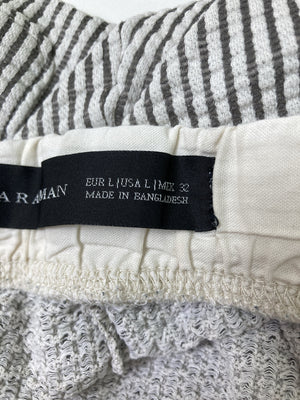 ARA MAN
EUR L | USA L | MEX 32
MADE IN BANGLADESH